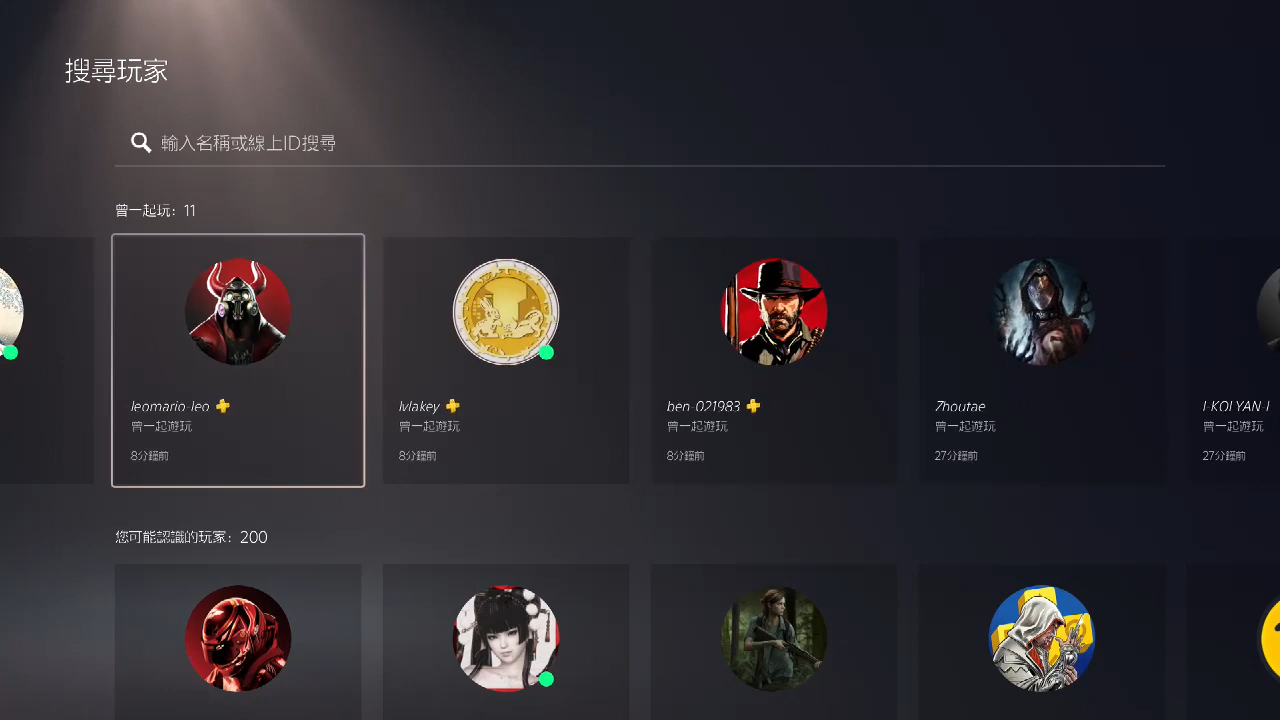 搜尋玩家
輸入名稱或線上ID搜尋
曾一起玩：11
leomario-leo
曾一起遊玩
8分鐘前
lvlakey
曾一起遊玩
8分鐘前
ben-021983
曾一起遊玩
8分鐘前
Zhoutae
曾一起遊玩
27分鐘前
I-KOI YAN-I
曾一起遊玩
27分鐘前
您可能認識的玩家：200